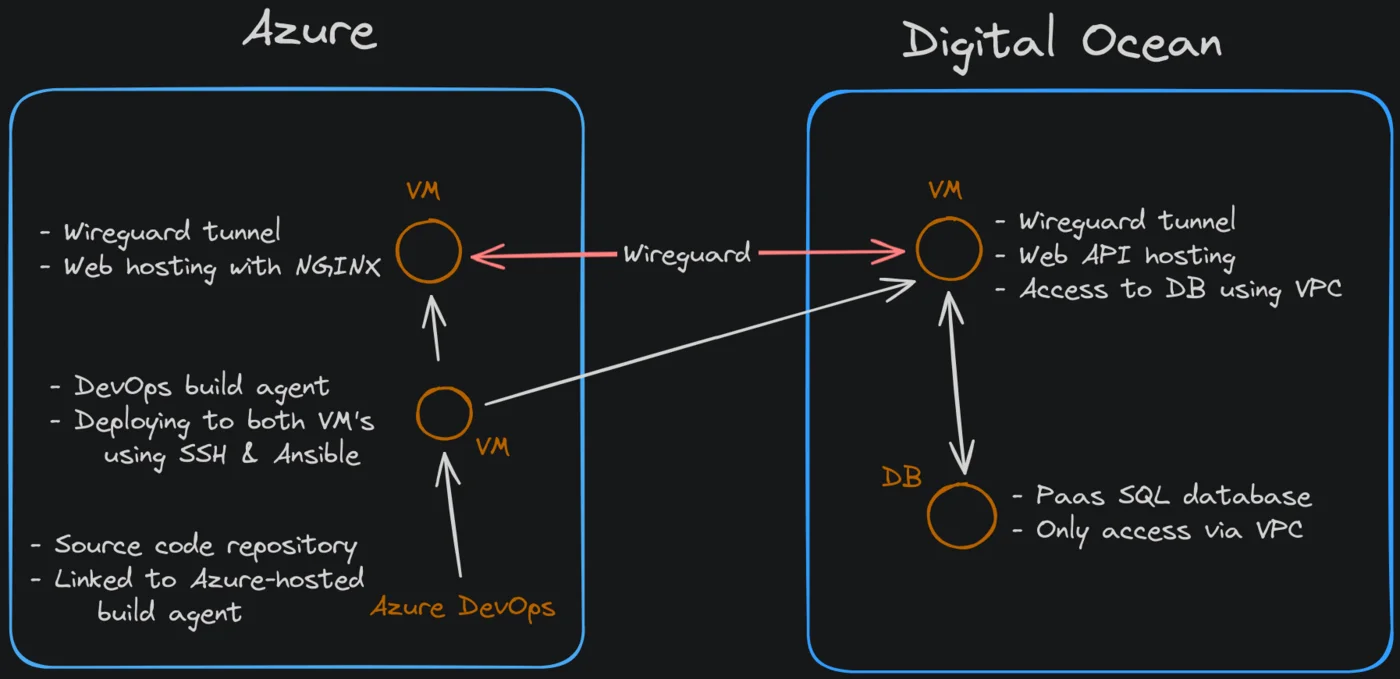 Azure
Digital Ocean
VM
- Wireguard tunnel
- Web hosting with NGINX
Wireguard
VM
- Wireguard tunnel
- Web API hosting
- Access to DB using VPC
- DevOps build agent
- Deploying to both VM's
using SSH & Ansible
VM
- Source code repository
- Linked to Azure-hosted
build agent
Azure DevOps
DB
- Paas SQL database
- Only access via VPC